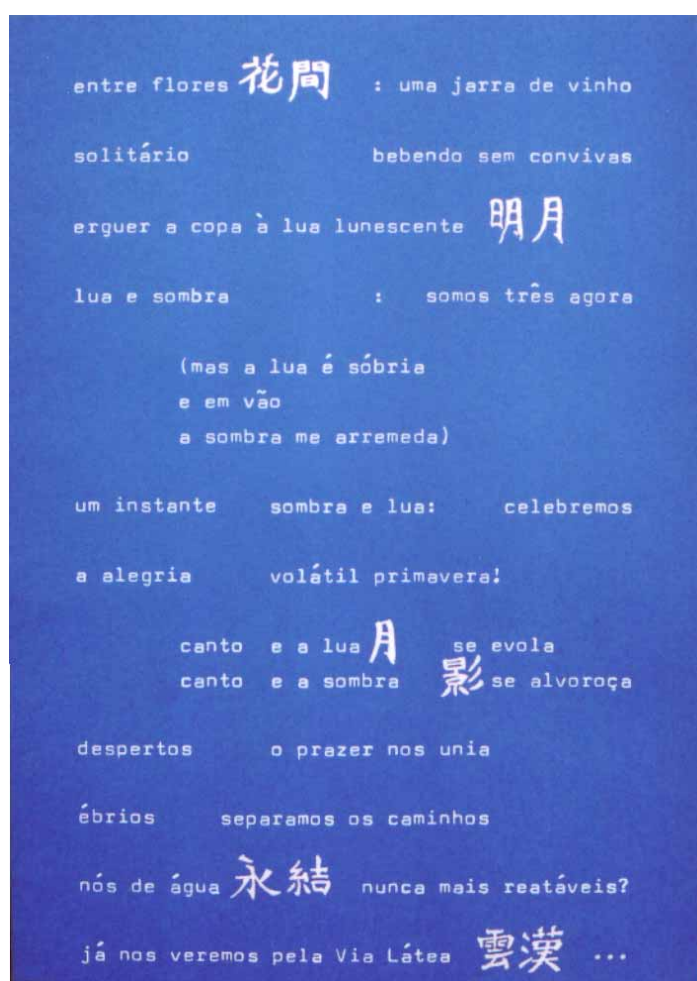 entre flores 花間 : uma jarra de vinho
solitário bebendo sem convivas
erguer a copa à lua lunescente 明月
lua e sombra : somos três agora
(mas a lua é sóbria
e em vão
a sombra me arremeda)
um instante sombra e lua: celebremos
a alegria volátil primavera!
canto e a lua 月 se evola
canto e a sombra 影 se alvoroça
despertos o prazer nos unia
ébrios separamos os caminhos
nós de água 永結 nunca mais reatáveis?
já nos veremos pela Via Látea 雲漢 ...